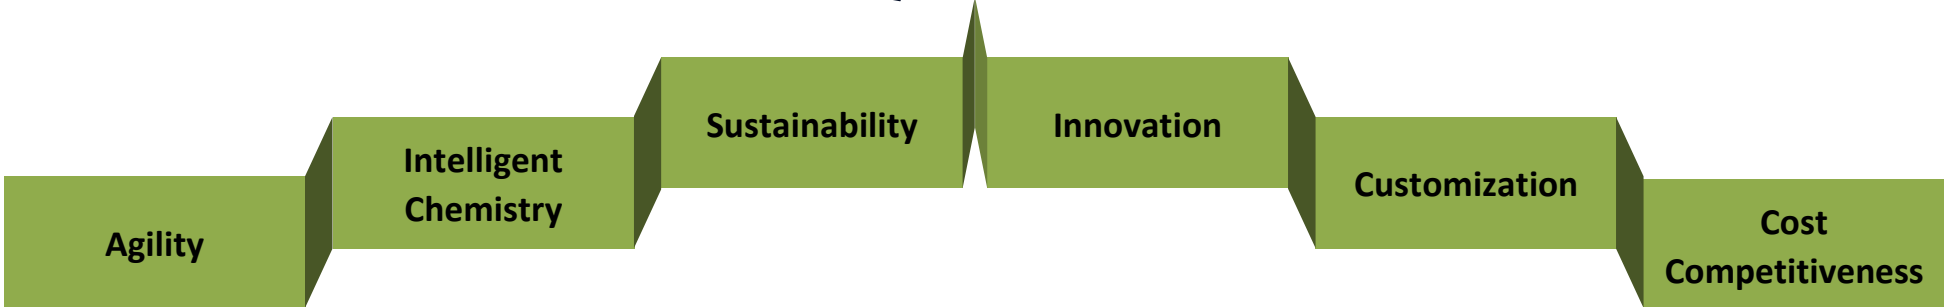 Agility
Intelligent
Chemistry
Sustainability
Innovation
Customization
Cost
Competitiveness